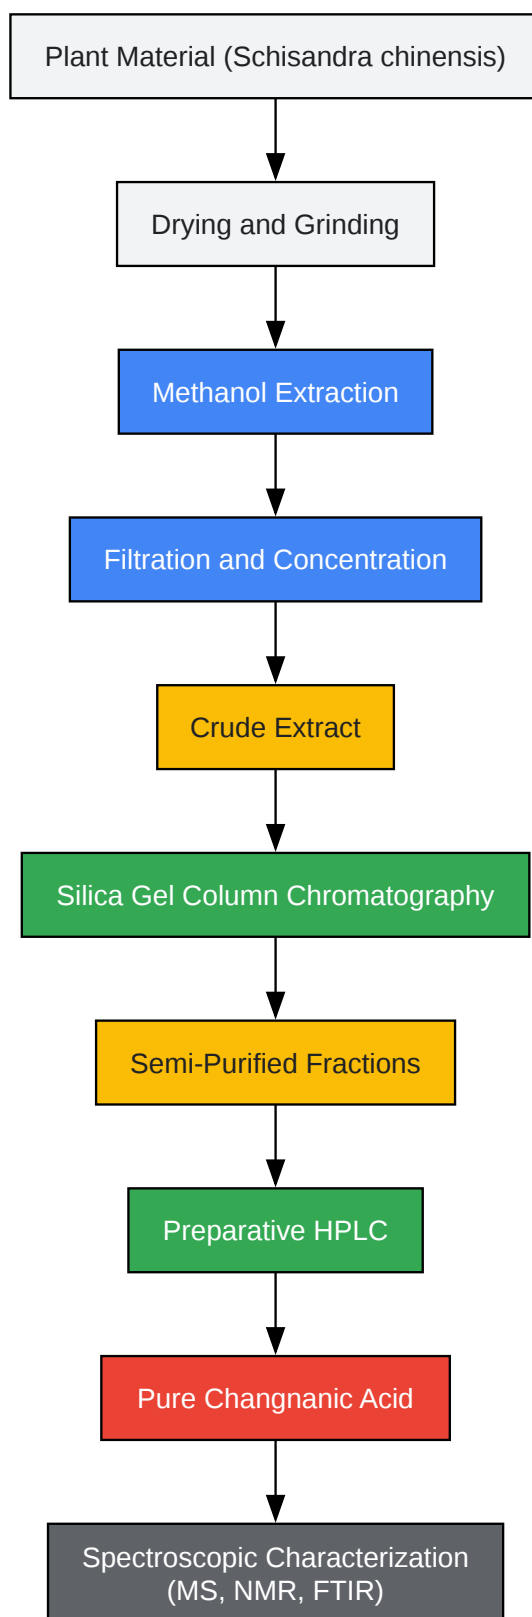 Plant Material (Schisandra chinensis)
Drying and Grinding
Methanol Extraction
Filtration and Concentration
Crude Extract
Silica Gel Column Chromatography
Semi-Purified Fractions
Preparative HPLC
Pure Changnanic Acid
Spectroscopic Characterization
(MS, NMR, FTIR)